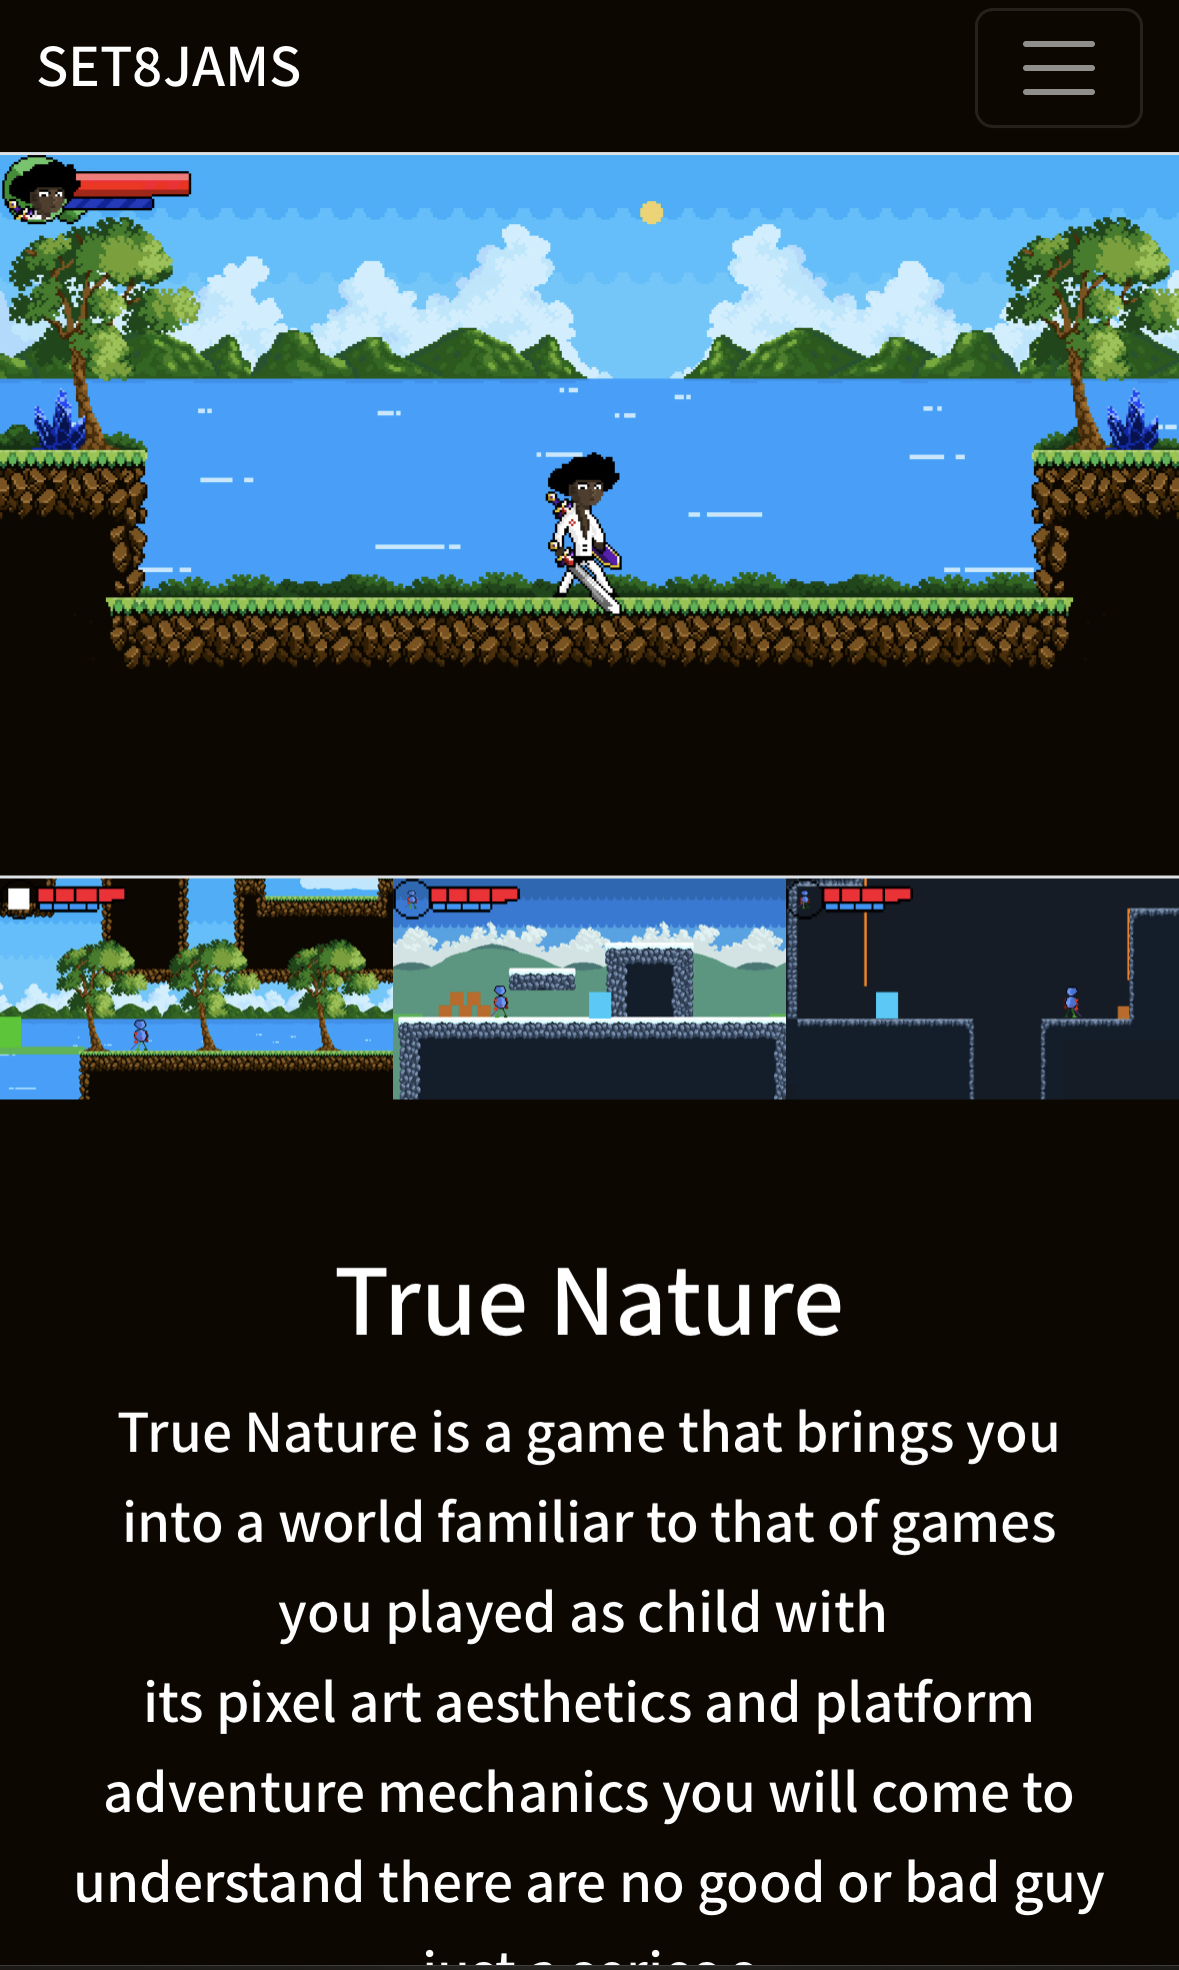 SET8JAMS
True Nature
True Nature is a game that brings you
into a world familiar to that of games
you played as child with
its pixel art aesthetics and platform
adventure mechanics you will come to
understand there are no good or bad guy
just a series